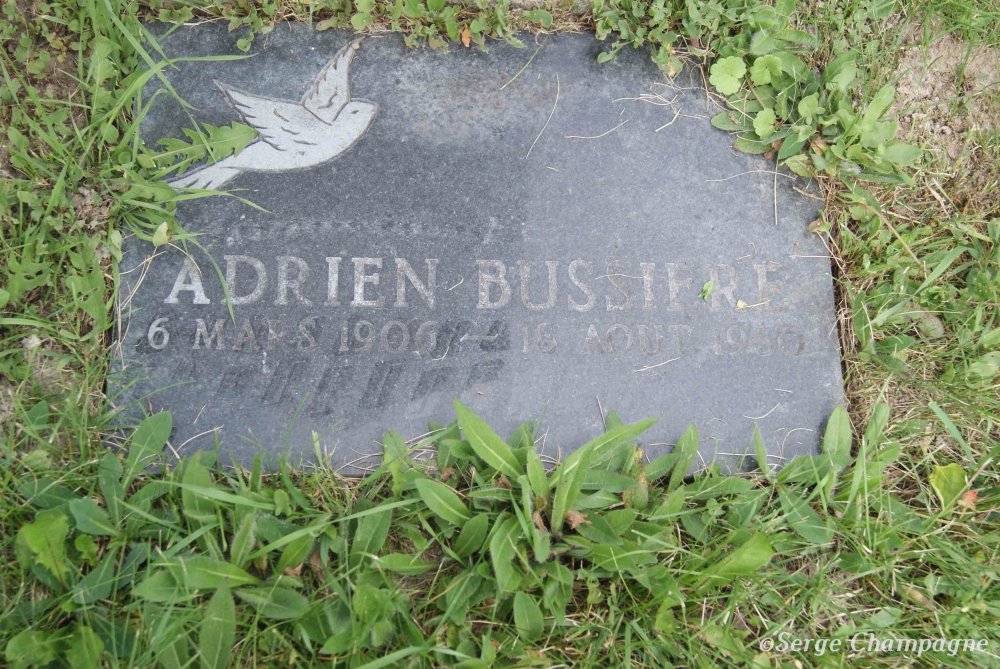 ADRIEN BUSSIERE
6 MARS 1906 — 18 AOUT 1980
©Serge Champagne